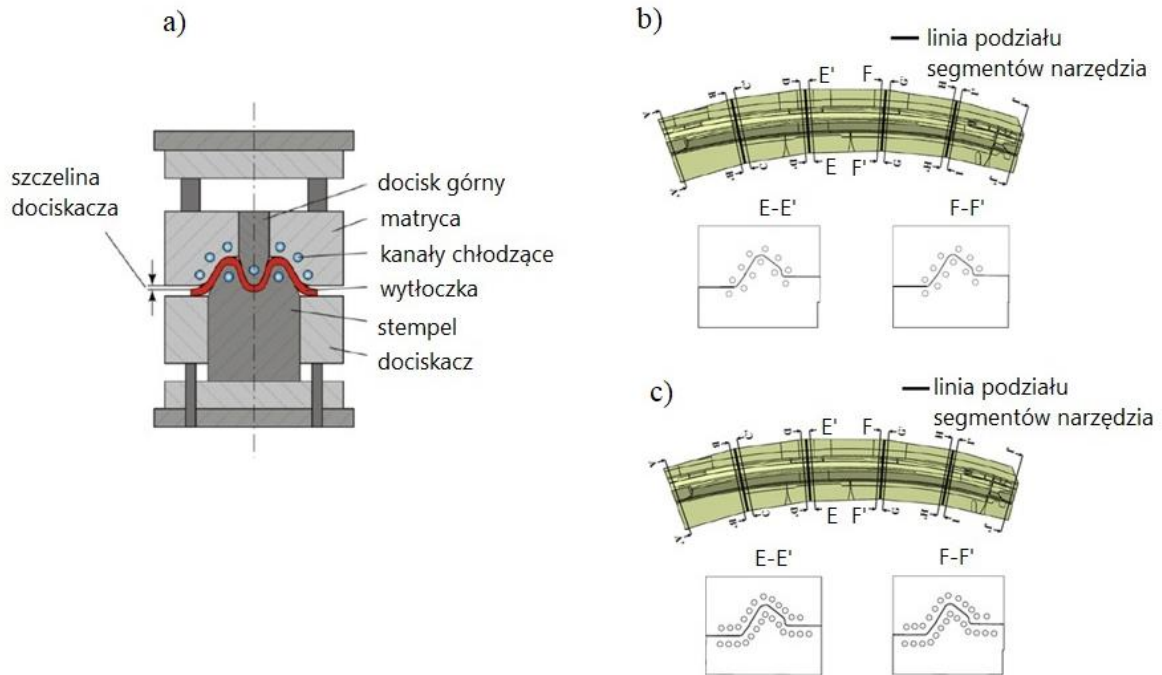 a)
szczelina
dociskacza
docisk górny
matryca
kanały chłodzące
wytłoczka
stempel
dociskacz
b)
linia podziału
segmentów narzędzia
A
B
C
D
E'
F
G
H
I
J
A'
B'
C'
D'
E
F'
G
H'
I
J'
E-E'
F-F'
c)
linia podziału
segmentów narzędzia
A
B
C
D
E'
F
G
H
I
J
A'
B'
C'
D'
E
F'
G
H'
I
J'
E-E'
F-F'